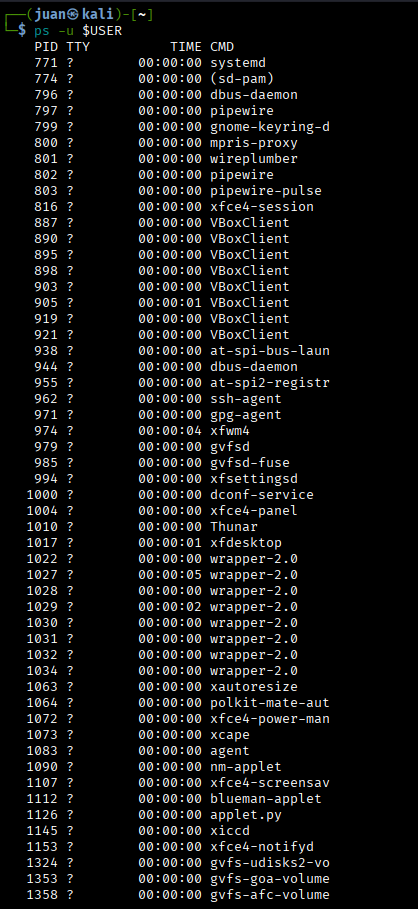 ┌──(juan㉿kali)-[~]
└─$ ps -u $USER
PID TTY TIME CMD
771 ? 00:00:00 systemd
774 ? 00:00:00 (sd-pam)
796 ? 00:00:00 dbus-daemon
797 ? 00:00:00 pipewire
799 ? 00:00:00 gnome-keyring-d
800 ? 00:00:00 mpris-proxy
801 ? 00:00:00 wireplumber
802 ? 00:00:00 pipewire
803 ? 00:00:00 pipewire-pulse
816 ? 00:00:00 xfce4-session
887 ? 00:00:00 VBoxClient
890 ? 00:00:00 VBoxClient
895 ? 00:00:00 VBoxClient
898 ? 00:00:00 VBoxClient
903 ? 00:00:00 VBoxClient
905 ? 00:00:01 VBoxClient
919 ? 00:00:00 VBoxClient
921 ? 00:00:00 VBoxClient
938 ? 00:00:00 at-spi-bus-laun
944 ? 00:00:00 dbus-daemon
955 ? 00:00:00 at-spi2-registr
962 ? 00:00:00 ssh-agent
971 ? 00:00:00 gpg-agent
974 ? 00:00:04 xfwm4
979 ? 00:00:00 gvfsd
985 ? 00:00:00 gvfsd-fuse
994 ? 00:00:00 xfsettingsd
1000 ? 00:00:00 dconf-service
1004 ? 00:00:00 xfce4-panel
1010 ? 00:00:00 Thunar
1017 ? 00:00:01 xfdesktop
1022 ? 00:00:00 wrapper-2.0
1027 ? 00:00:05 wrapper-2.0
1028 ? 00:00:00 wrapper-2.0
1029 ? 00:00:02 wrapper-2.0
1030 ? 00:00:00 wrapper-2.0
1031 ? 00:00:00 wrapper-2.0
1032 ? 00:00:00 wrapper-2.0
1034 ? 00:00:00 wrapper-2.0
1063 ? 00:00:00 xautoresize
1064 ? 00:00:00 polkit-mate-aut
1072 ? 00:00:00 xfce4-power-man
1073 ? 00:00:00 xcape
1083 ? 00:00:00 agent
1090 ? 00:00:00 nm-applet
1107 ? 00:00:00 xfce4-screensav
1112 ? 00:00:00 blueman-applet
1126 ? 00:00:00 applet.py
1145 ? 00:00:00 xiccd
1153 ? 00:00:00 xfce4-notifyd
1324 ? 00:00:00 gvfs-udisks2-vo
1353 ? 00:00:00 gvfs-goa-volume
1358 ? 00:00:00 gvfs-afc-volume